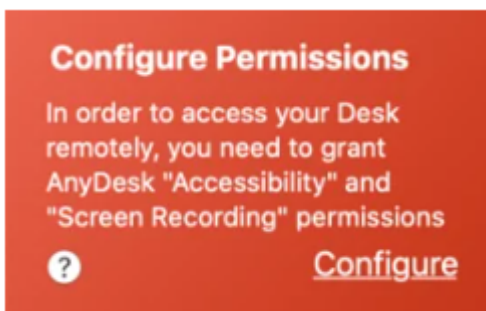 Configure Permissions
In order to access your Desk
remotely, you need to grant
AnyDesk "Accessibility" and
"Screen Recording" permissions
?
Configure